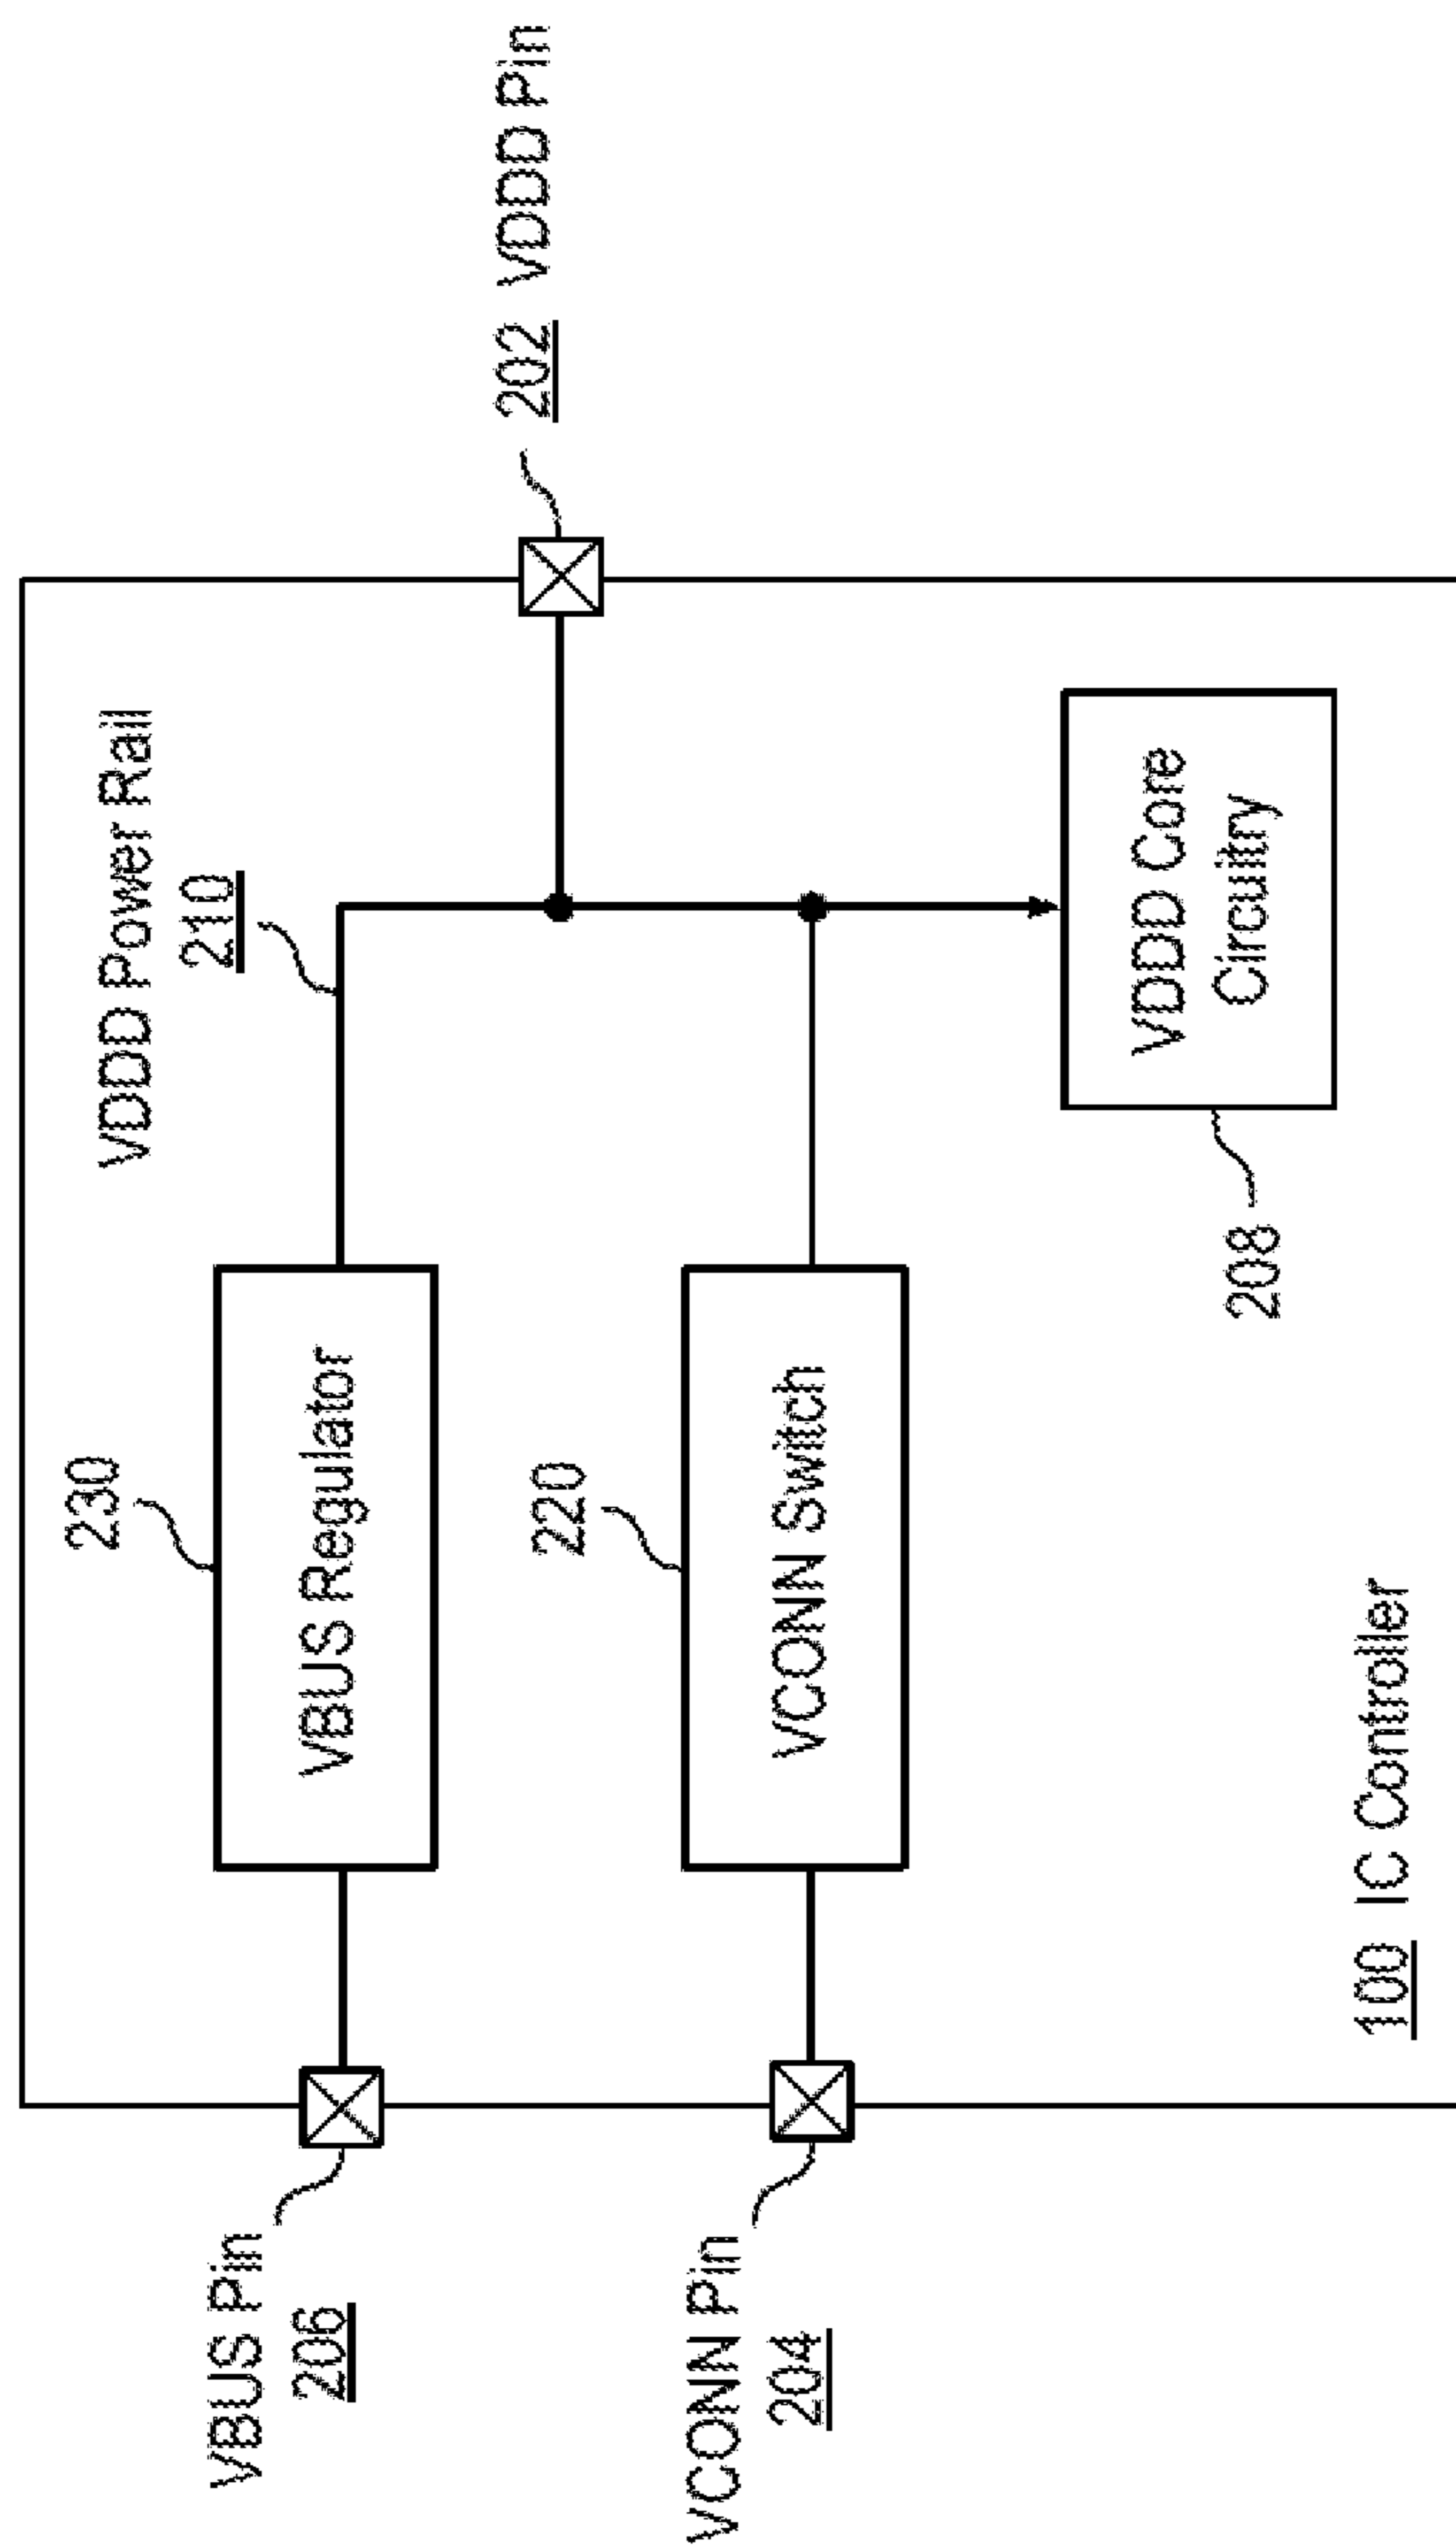 VDDD Power Rail
210
230
VBUS Regulator
VBUS Pin
206
202 VDDD Pin
220
VCONN Switch
VCONN Pin
204
VDDD Core
Circuitry
208
100 IC Controller